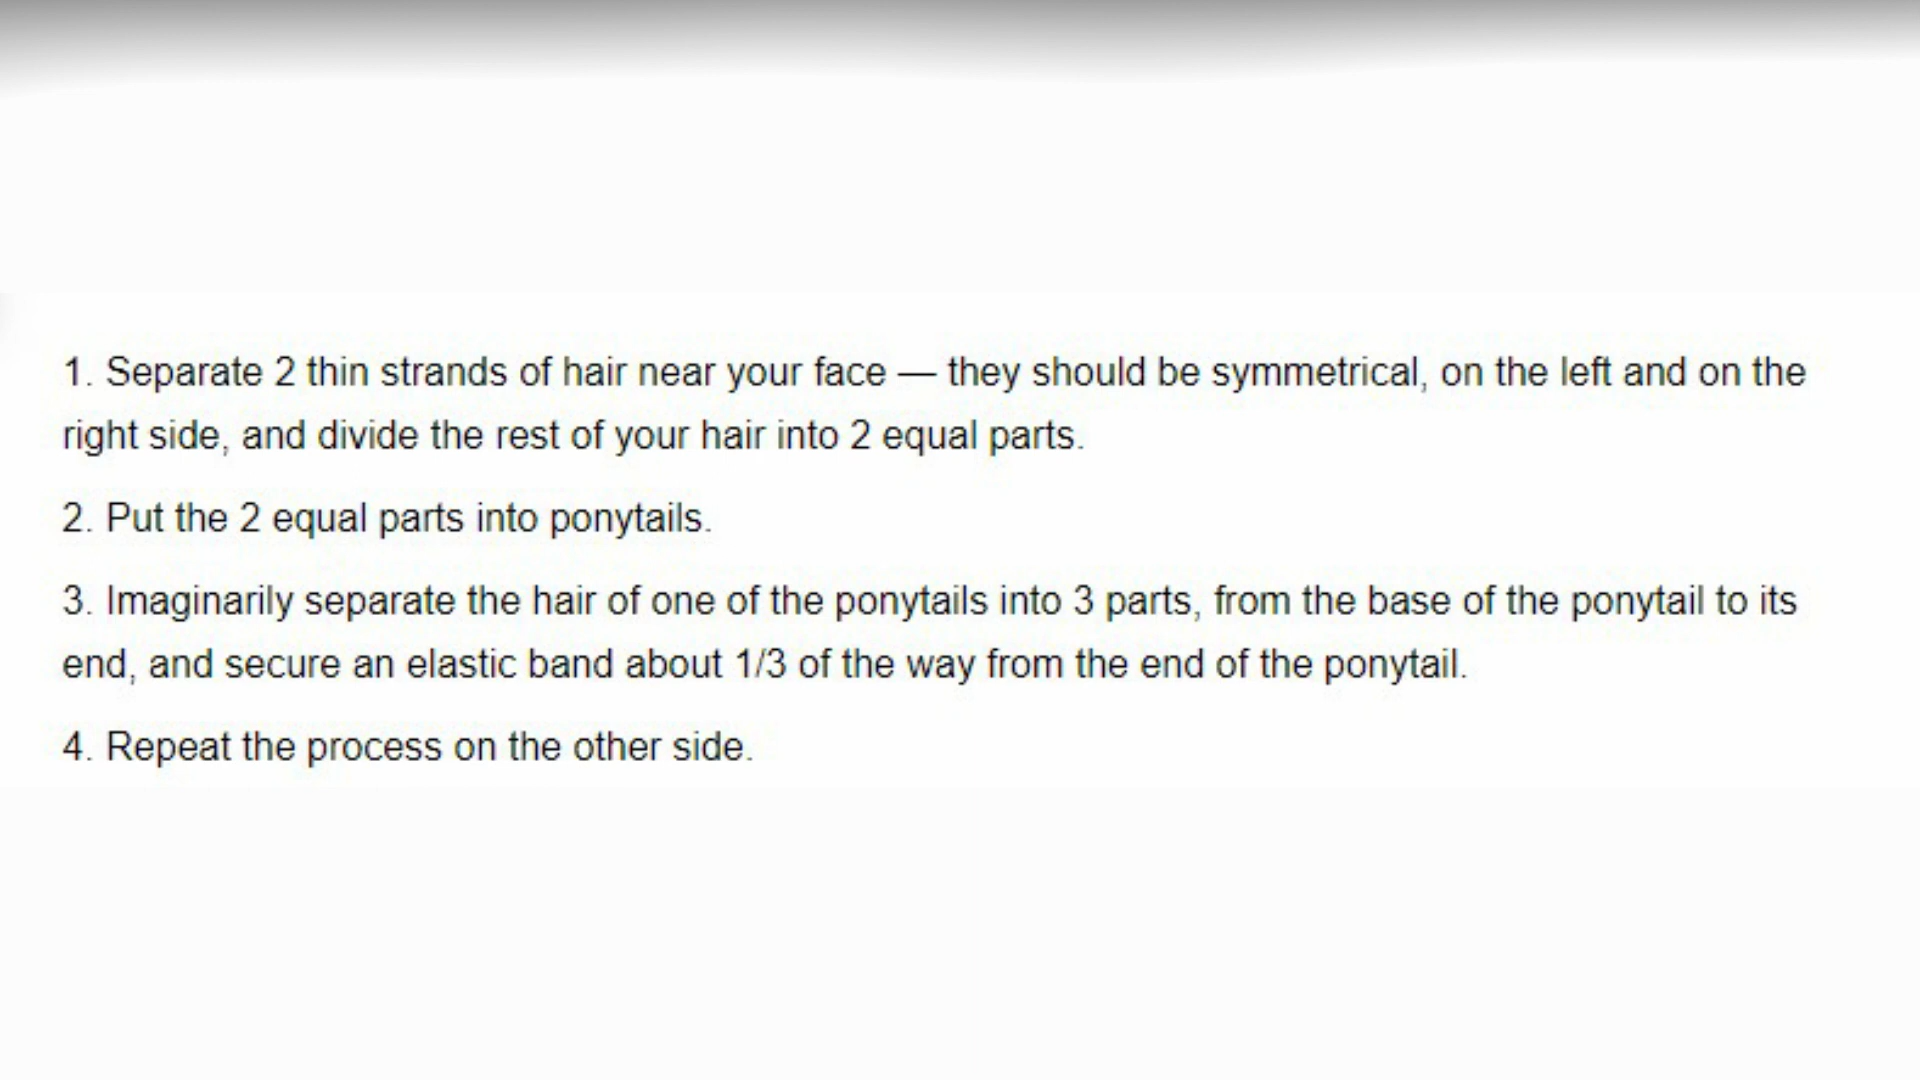 1. Separate 2 thin strands of hair near your face — they should be symmetrical, on the left and on the
right side, and divide the rest of your hair into 2 equal parts.
2. Put the 2 equal parts into ponytails.
3. Imaginarily separate the hair of one of the ponytails into 3 parts, from the base of the ponytail to its
end, and secure an elastic band about 1/3 of the way from the end of the ponytail.
4. Repeat the process on the other side.